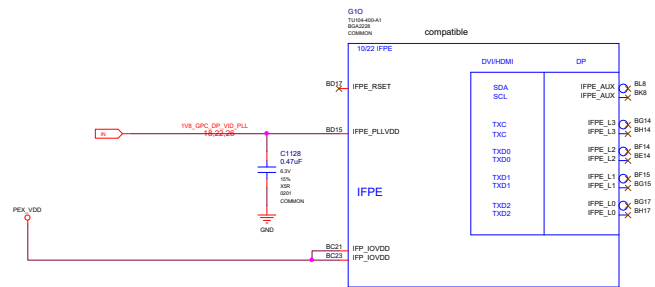 G1O
TU104-400-A1
BGA2228
COMMON
compatible
10/22 IFPE
DVI/HDMI DP
BD17 IFPE_RSET
SDA IFPE_AUX BL8
SCL IFPE_AUX BK8
IN 1V8_GPC_DP_VID_PLL
18,22,26
BD15 IFPE_PLLVDD
TXC IFPE_L3 BG14
TXC IFPE_L3 BH14
TXD0 IFPE_L2 BF14
TXD0 IFPE_L2 BE14
C1128
0.47uF
6.3V
15%
X5R
0201
COMMON
GND
TXD1 IFPE_L1 BF15
TXD1 IFPE_L1 BG15
IFPE
TXD2 IFPE_L0 BG17
TXD2 IFPE_L0 BH17
PEX_VDD
BC21 IFP_IOVDD
BC23 IFP_IOVDD